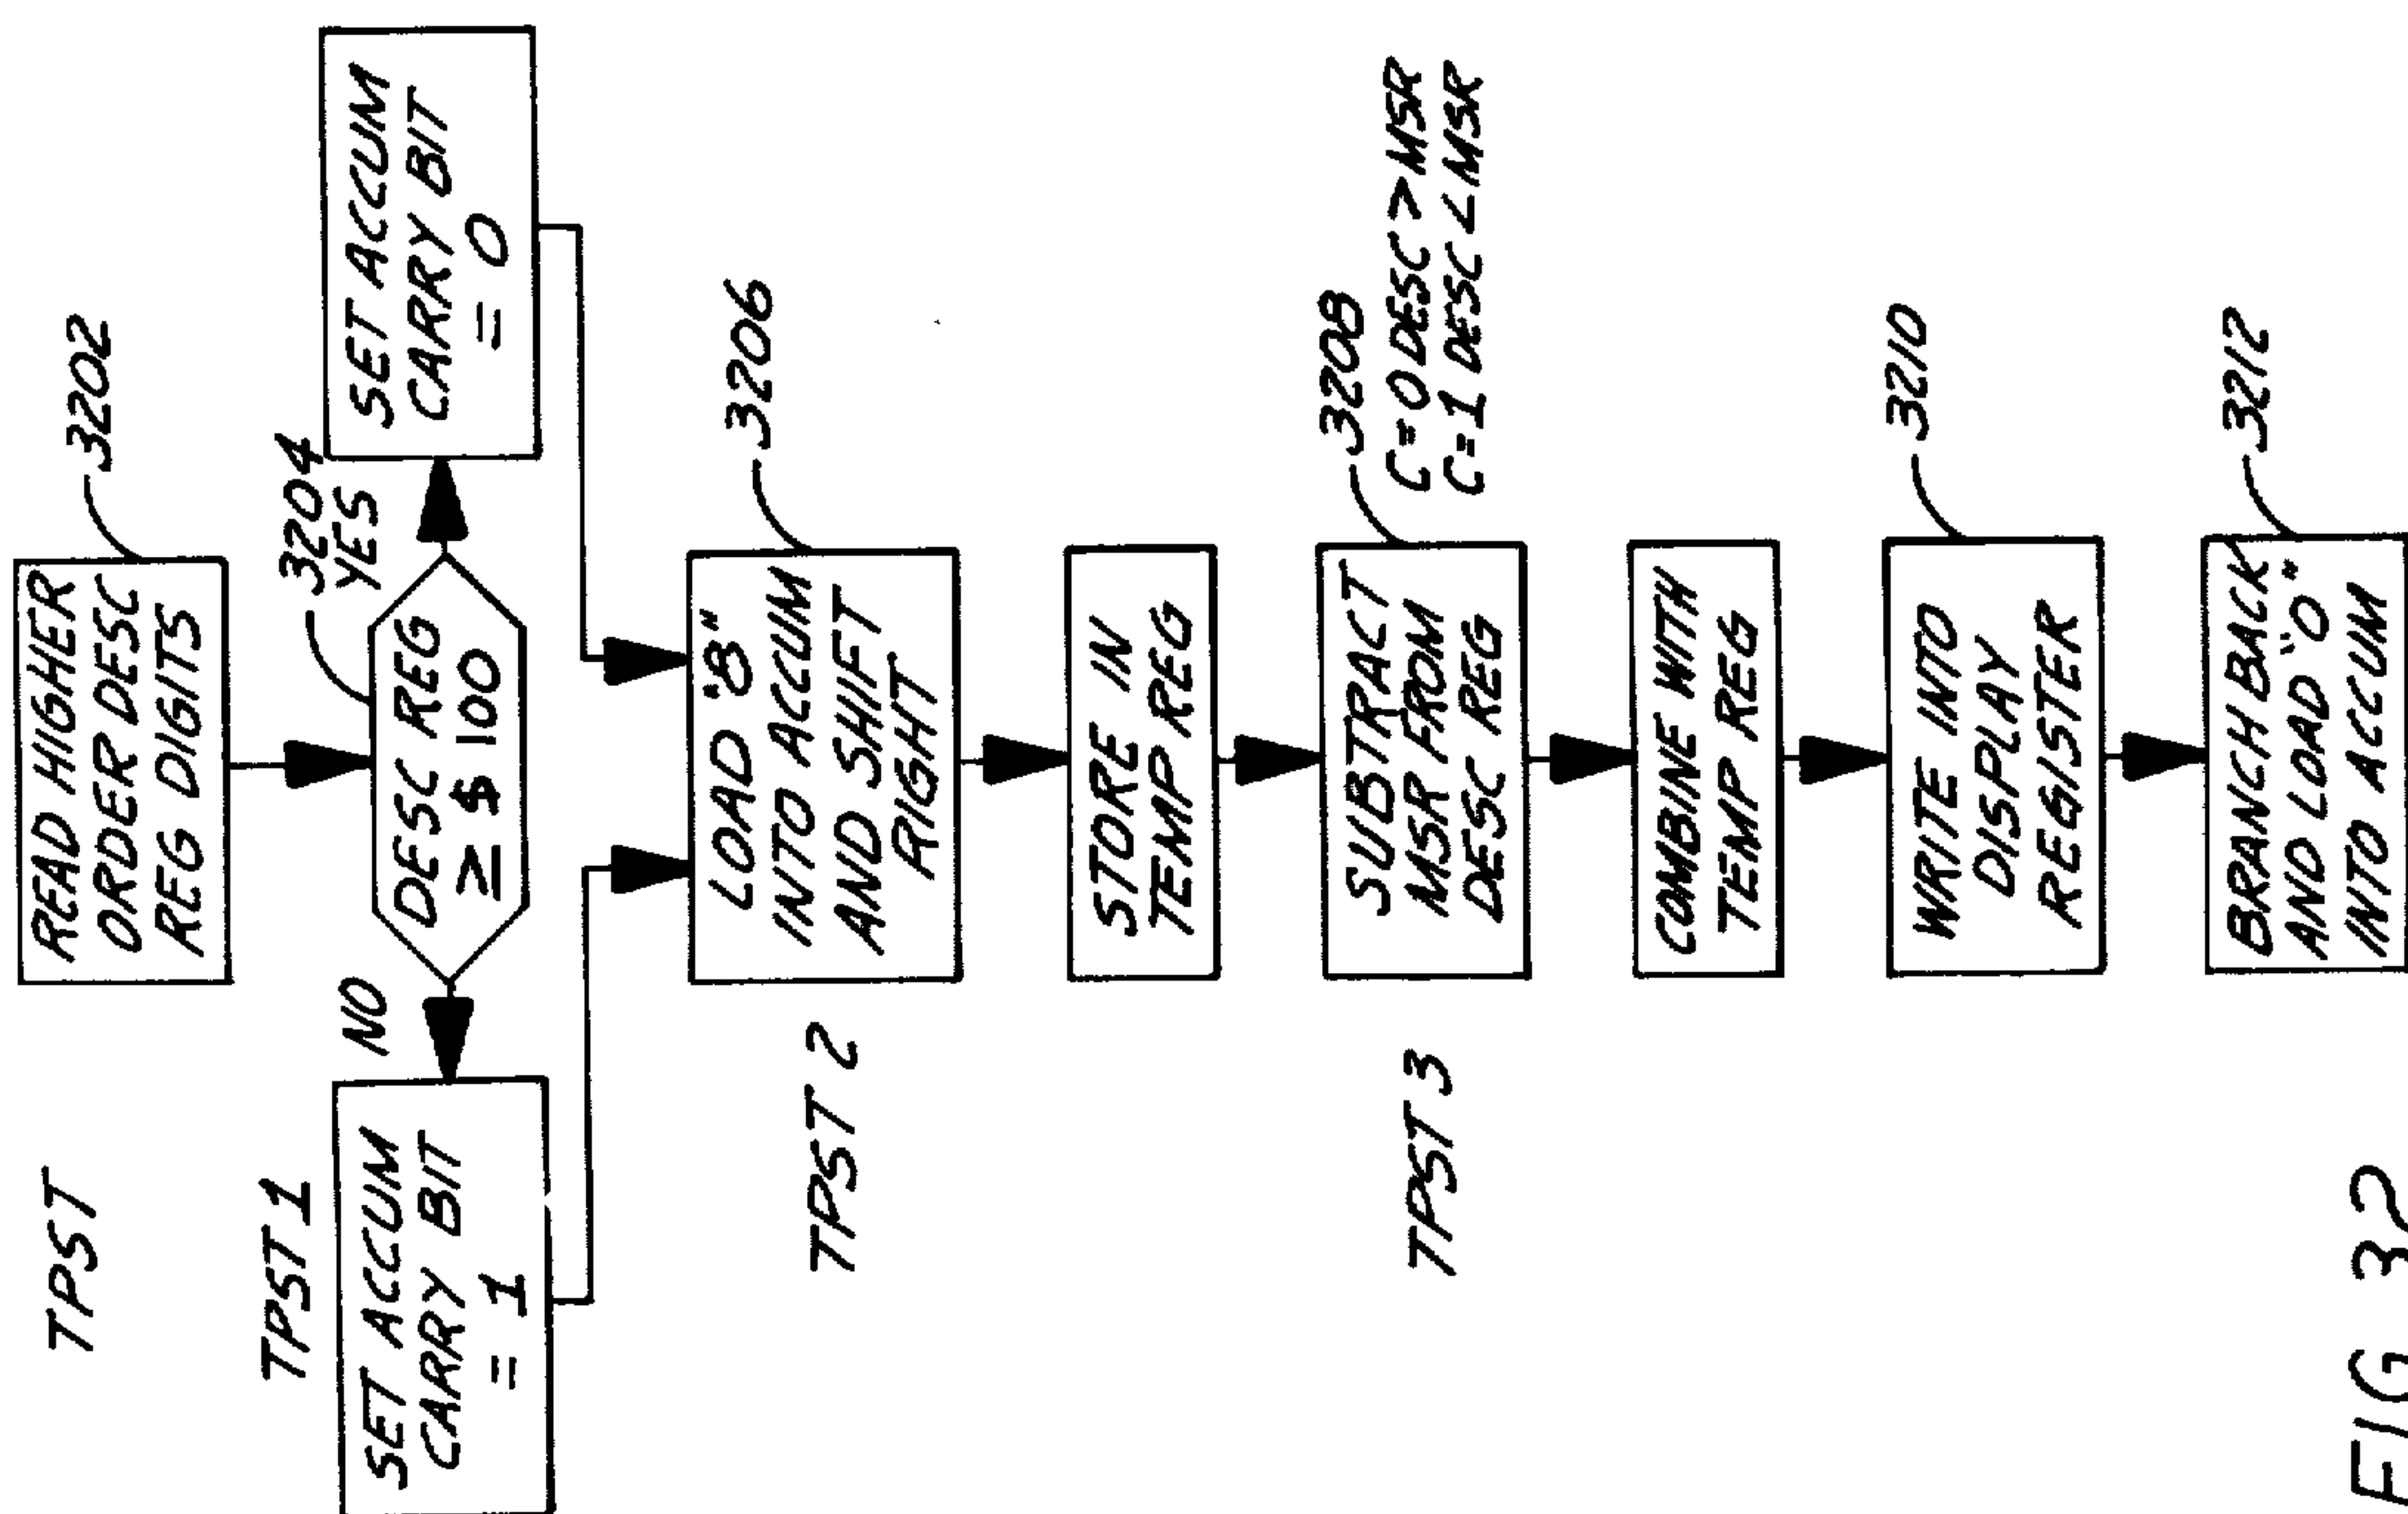 TPST
READ HIGHER
ORDER DESC
REG DIGITS
3202
TPST 1
NO
3204
YES
SET ACCUM
CARRY BIT
= 1
DESC REG
≥ $ 100
SET ACCUM
CARRY BIT
= 0
TPST 2
LOAD "8"
INTO ACCUM
AND SHIFT
RIGHT
3206
STORE IN
TEMP REG
TPST 3
SUBTRACT
MSR FROM
DESC REG
3208
C=0 DESC > MSR
C=1 DESC < MSR
COMBINE WITH
TEMP REG
WRITE INTO
DISPLAY
REGISTER
3210
BRANCH BACK
AND LOAD "0"
INTO ACCUM
3212
FIG 32